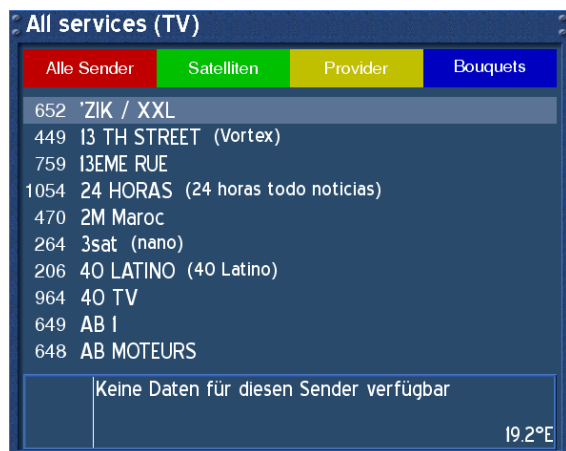 All services (TV)
Alle Sender Satelliten Provider Bouquets
652 'ZIK / XXL
449 13 TH STREET (Vortex)
759 13EME RUE
1054 24 HORAS (24 horas todo noticias)
470 2M Maroc
264 3sat (nano)
206 40 LATINO (40 Latino)
964 40 TV
649 AB 1
648 AB MOTEURS
Keine Daten für diesen Sender verfügbar
19.2°E